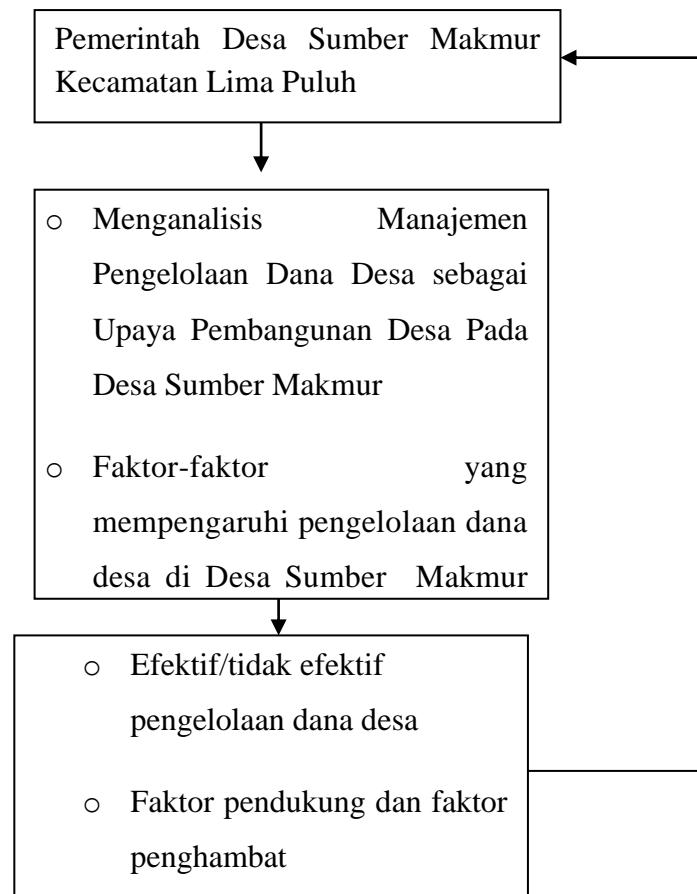 Pemerintah Desa Sumber Makmur
Kecamatan Lima Puluh
o Menganalisis Manajemen
Pengelolaan Dana Desa sebagai
Upaya Pembangunan Desa Pada
Desa Sumber Makmur
o Faktor-faktor yang
mempengaruhi pengelolaan dana
desa di Desa Sumber Makmur
o Efektif/tidak efektif
pengelolaan dana desa
o Faktor pendukung dan faktor
penghambat